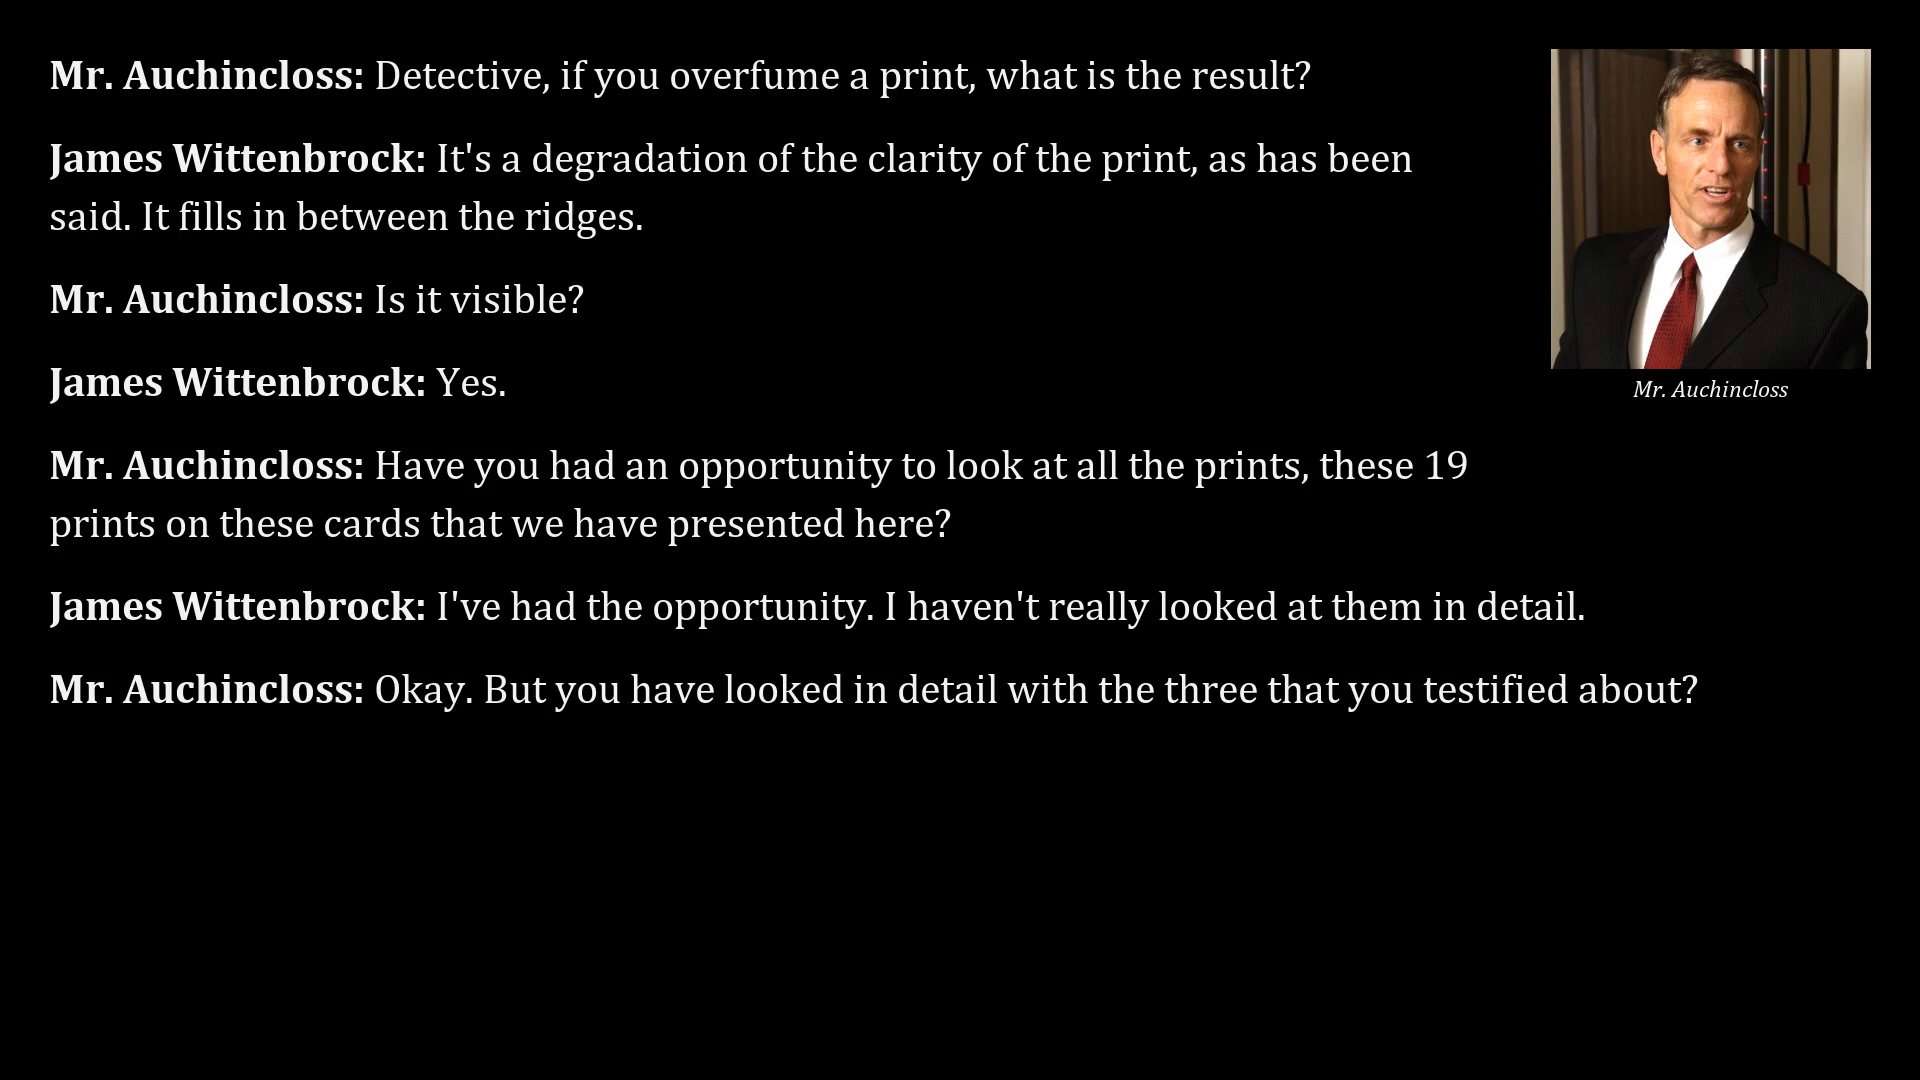 Mr. Auchincloss: Detective, if you overfume a print, what is the result?
James Wittenbrock: It's a degradation of the clarity of the print, as has been
said. It fills in between the ridges.
Mr. Auchincloss: Is it visible?
James Wittenbrock: Yes.
Mr. Auchincloss: Have you had an opportunity to look at all the prints, these 19
prints on these cards that we have presented here?
James Wittenbrock: I've had the opportunity. I haven't really looked at them in detail.
Mr. Auchincloss: Okay. But you have looked in detail with the three that you testified about?
Mr. Auchincloss